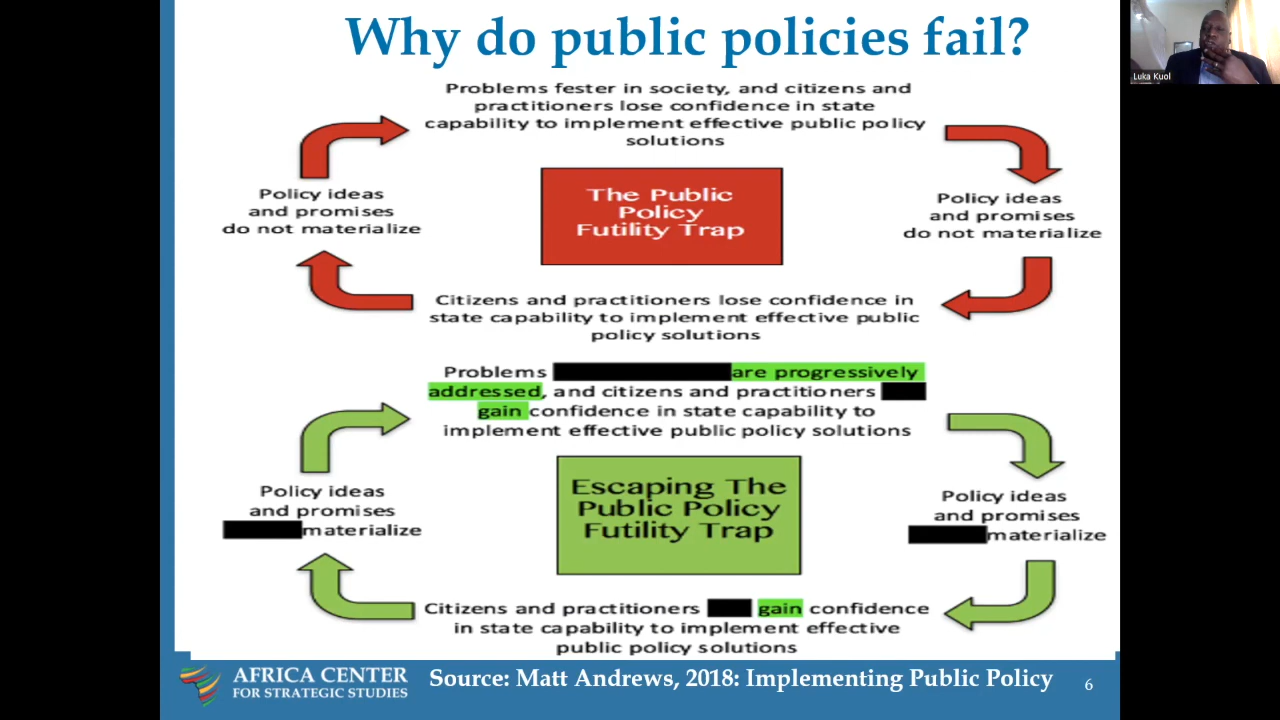 Why do public policies fail?
Luka Kuol
Problems fester in society, and citizens and
practitioners lose confidence in state
capability to implement effective public policy
solutions
Policy ideas
and promises
do not materialize
The Public
Policy
Futility Trap
Policy ideas
and promises
do not materialize
Citizens and practitioners lose confidence in
state capability to implement effective public
policy solutions
Problems are progressively
addressed, and citizens and practitioners
gain confidence in state capability to
implement effective public policy solutions
Policy ideas
and promises
materialize
Escaping The
Public Policy
Futility Trap
Policy ideas
and promises
materialize
Citizens and practitioners gain confidence
in state capability to implement effective
public policy solutions
AFRICA CENTER
FOR STRATEGIC STUDIES
Source: Matt Andrews, 2018: Implementing Public Policy
6